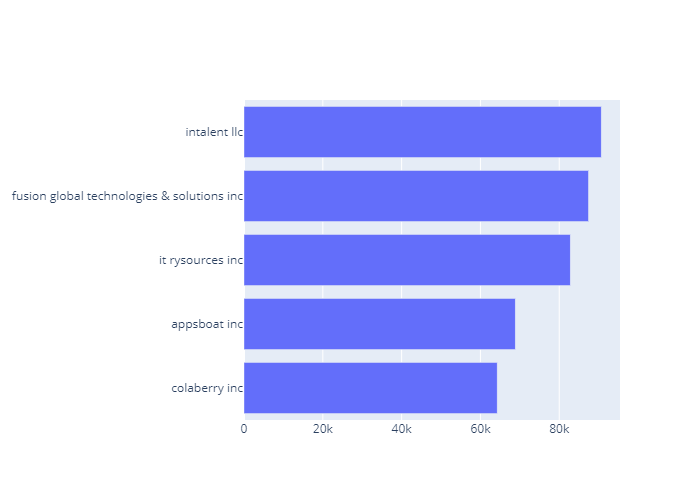 intalent llc
fusion global technologies & solutions inc
it rysources inc
appsboat inc
colaberry inc
0 20k 40k 60k 80k